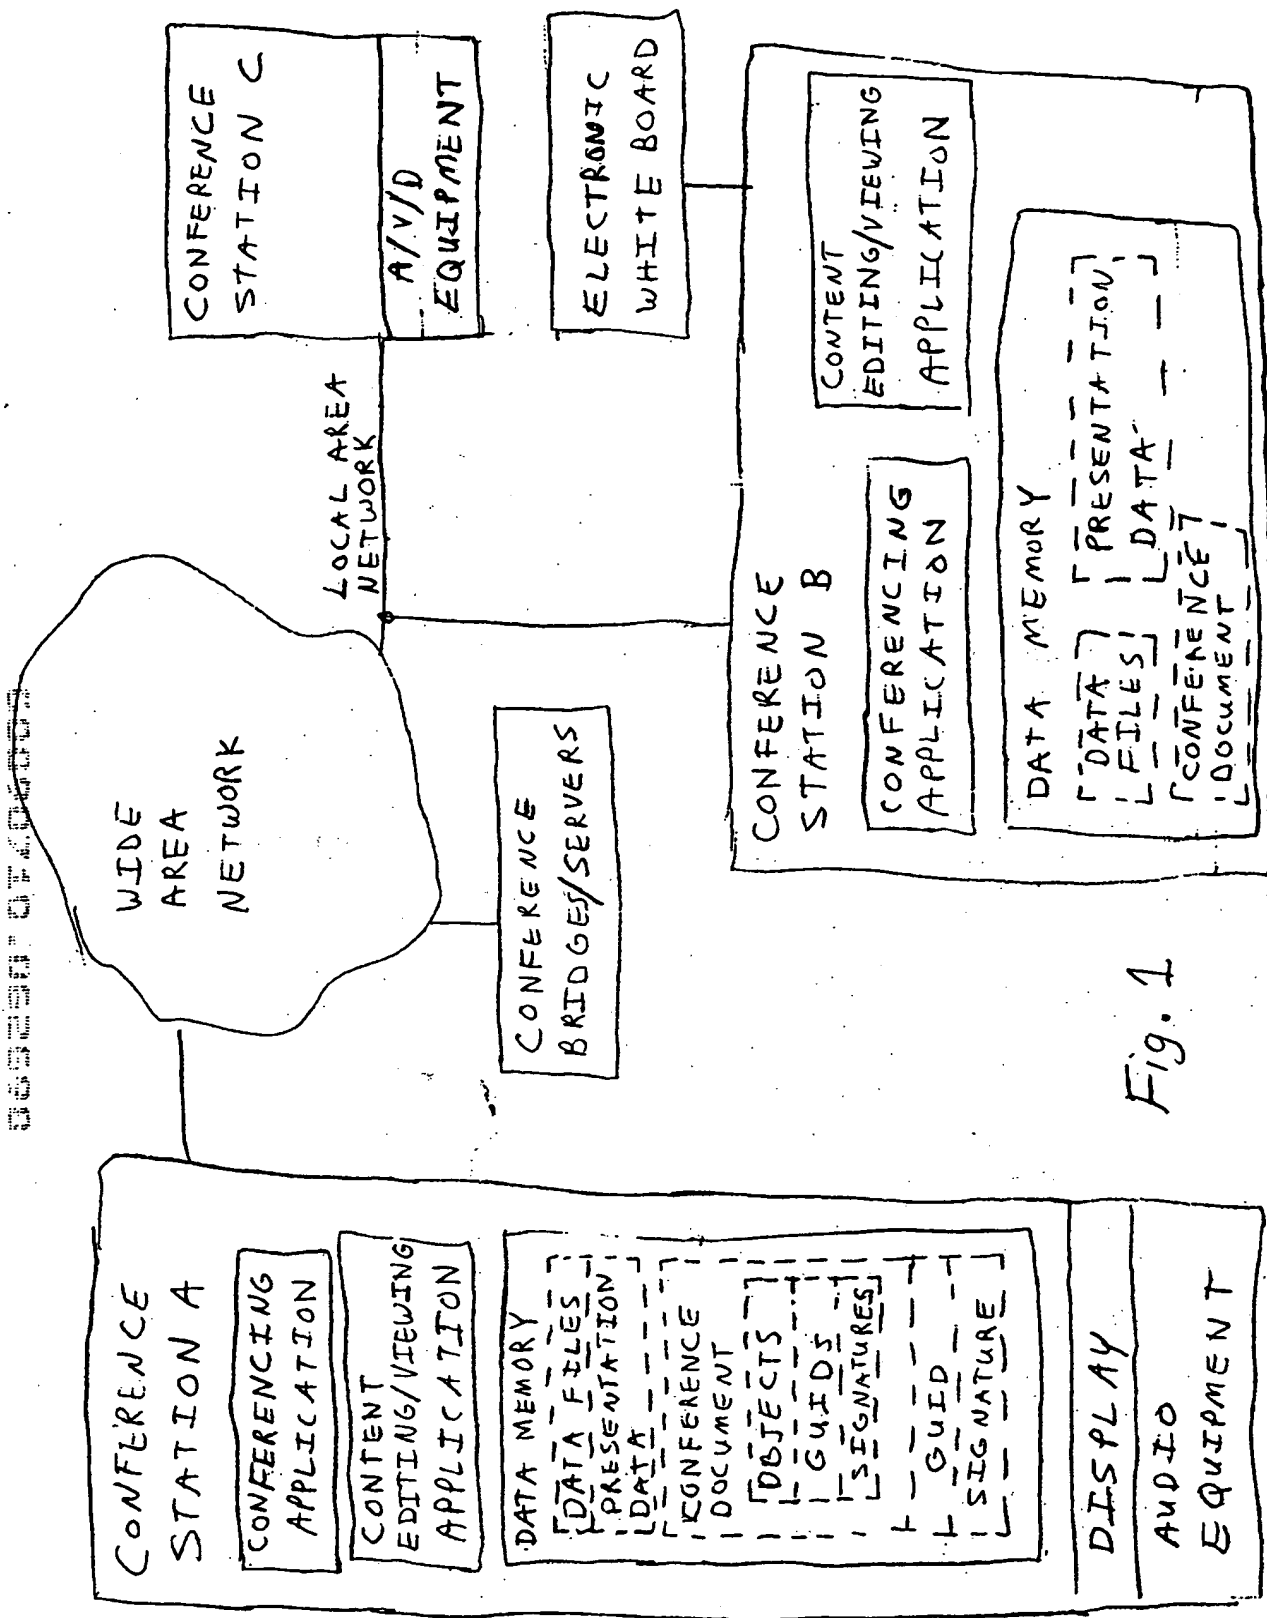 CONFERENCE
STATION A
CONFERENCING
APPLICATION
CONTENT
EDITING/VIEWING
APPLICATION
DATA MEMORY
DATA FILES
PRESENTATION
DATA
CONFERENCE
DOCUMENT
OBJECTS
GUIDS
SIGNATURES
GUID
SIGNATURE
DISPLAY
AUDIO
EQUIPMENT
WIDE
AREA
NETWORK
CONFERENCE
BRIDGES/SERVERS
LOCAL AREA
NETWORK
CONFERENCE
STATION C
A/V/D
EQUIPMENT
ELECTRONIC
WHITE BOARD
CONFERENCE
STATION B
CONFERENCING
APPLICATION
CONTENT
EDITING/VIEWING
APPLICATION
DATA MEMORY
DATA
FILES
PRESENTATION
DATA
CONFERENCE
DOCUMENT
Fig. 1